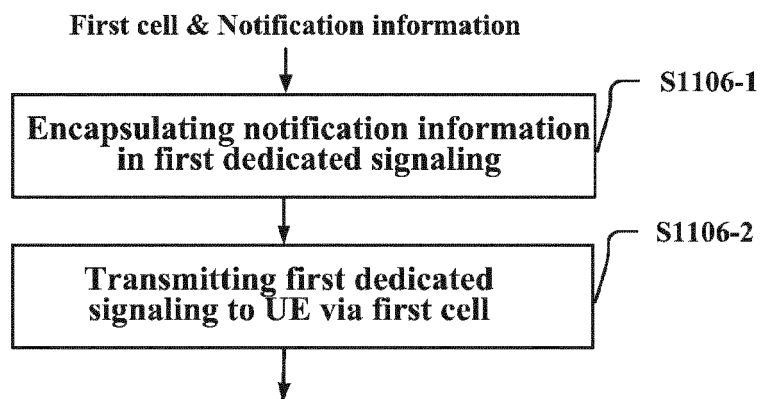 First cell & Notification information
S1106-1
Encapsulating notification information
in first dedicated signaling
S1106-2
Transmitting first dedicated
signaling to UE via first cell